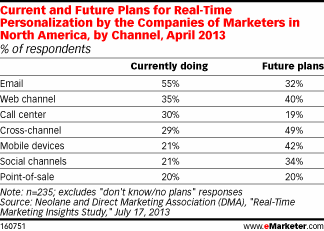 Current and Future Plans for Real-Time
Personalization by the Companies of Marketers in
North America, by Channel, April 2013
% of respondents
Currently doing Future plans
Email 55% 32%
Web channel 35% 40%
Call center 30% 19%
Cross-channel 29% 49%
Mobile devices 21% 42%
Social channels 21% 34%
Point-of-sale 20% 20%
Note: n=235; excludes "don't know/no plans" responses
Source: Neolane and Direct Marketing Association (DMA), "Real-Time
Marketing Insights Study," July 17, 2013
160751 www.eMarketer.com